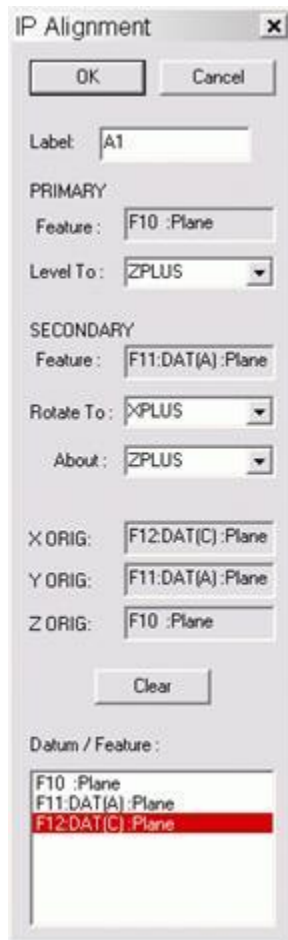 IP Alignment
OK Cancel
Label: A1
PRIMARY
Feature : F10 :Plane
Level To : ZPLUS
SECONDARY
Feature : F11:DAT(A) :Plane
Rotate To : XPLUS
About : ZPLUS
X ORIG: F12:DAT(C) :Plane
Y ORIG: F11:DAT(A) :Plane
Z ORIG: F10 :Plane
Clear
Datum / Feature :
F10 :Plane
F11:DAT(A) :Plane
F12:DAT(C) :Plane